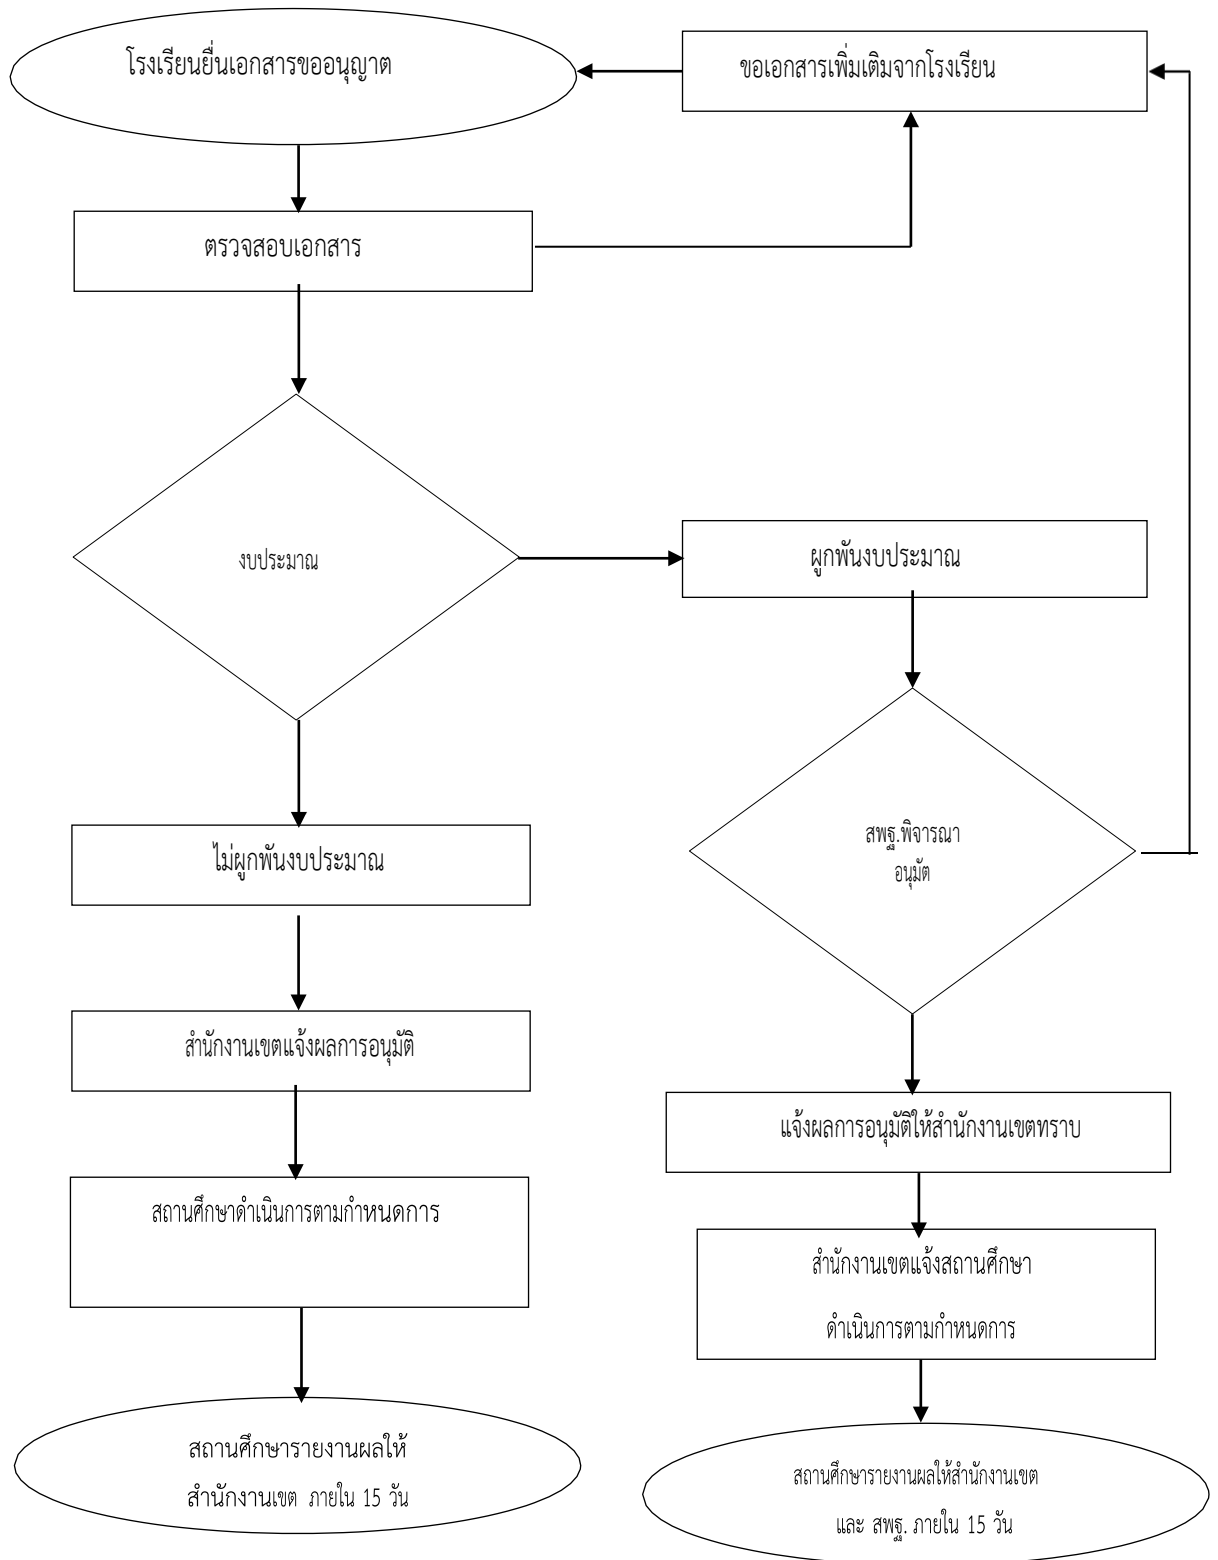 โรงเรียนยื่นเอกสารขออนุญาต
ขอเอกสารเพิ่มเติมจากโรงเรียน
ตรวจสอบเอกสาร
งบประมาณ
ผูกพันงบประมาณ
ไม่ผูกพันงบประมาณ
สพฐ.พิจารณา
อนุมัต
สำนักงานเขตแจ้งผลการอนุมัติ
แจ้งผลการอนุมัติให้สำนักงานเขตทราบ
สถานศึกษาดำเนินการตามกำหนดการ
สำนักงานเขตแจ้งสถานศึกษา
ดำเนินการตามกำหนดการ
สถานศึกษารายงานผลให้
สำนักงานเขต ภายใน 15 วัน
สถานศึกษารายงานผลให้สำนักงานเขต
และ สพฐ. ภายใน 15 วัน